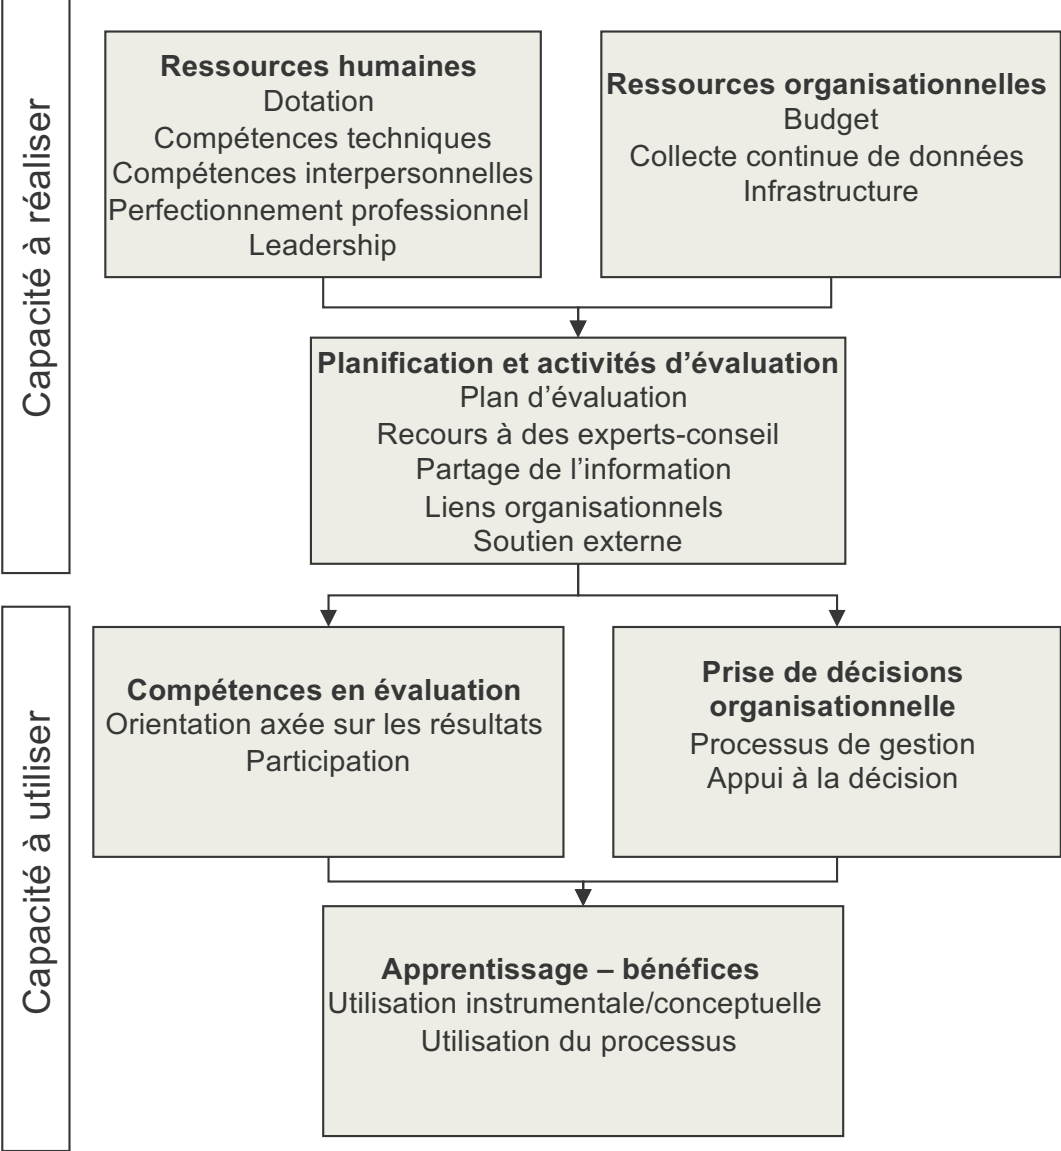 Capacité à réaliser
Ressources humaines
Dotation
Compétences techniques
Compétences interpersonnelles
Perfectionnement professionnel
Leadership
Ressources organisationnelles
Budget
Collecte continue de données
Infrastructure
Planification et activités d’évaluation
Plan d’évaluation
Recours à des experts-conseil
Partage de l’information
Liens organisationnels
Soutien externe
Capacité à utiliser
Compétences en évaluation
Orientation axée sur les résultats
Participation
Prise de décisions
organisationnelle
Processus de gestion
Appui à la décision
Apprentissage – bénéfices
Utilisation instrumentale/conceptuelle
Utilisation du processus